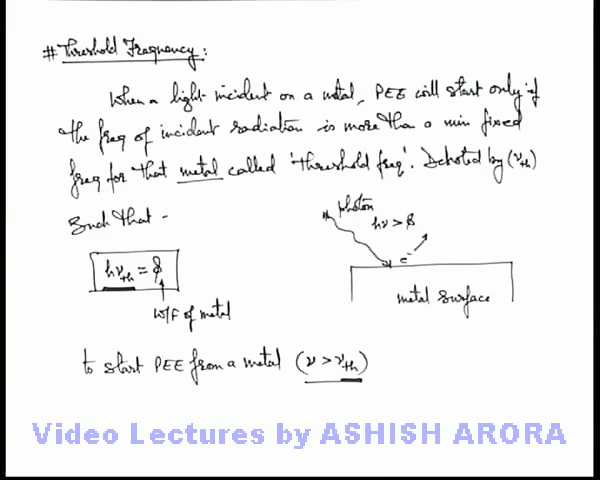 # Threshold Frequency :
When a light incident on a metal, PEE will start only if
the freq of incident radiation is more than a min fixed
freq for that metal called 'threshold freq'. Denoted by (νth)
Such that -
photon
hν > φ
e-
hνth = φ
metal surface
W/F of metal
to start PEE from a metal (ν > νth)
Video Lectures by ASHISH ARORA